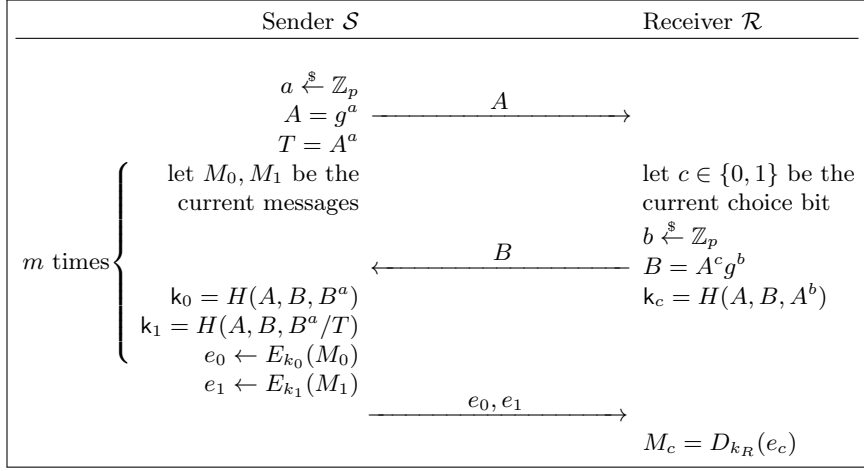 Sender 𝒮 Receiver ℛ
a ←$ ℤ_p
A = g^a A
T = A^a
let M_0, M_1 be the let c ∈ {0, 1} be the
current messages current choice bit
b ←$ ℤ_p
m times B B = A^c g^b
k_0 = H(A, B, B^a) k_c = H(A, B, A^b)
k_1 = H(A, B, B^a/T)
e_0 ← E_{k_0}(M_0)
e_1 ← E_{k_1}(M_1)
e_0, e_1
M_c = D_{k_R}(e_c)